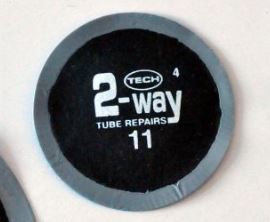 TECH 4
2-way
TUBE REPAIRS
11